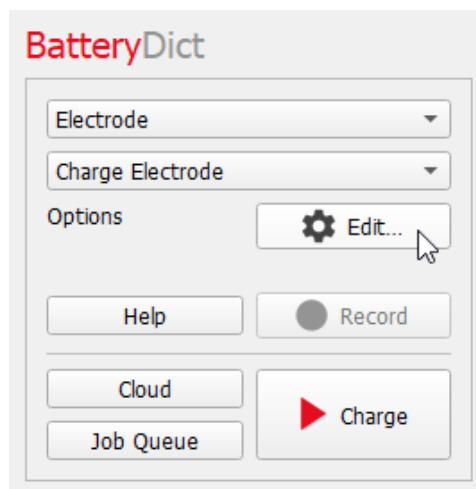 BatteryDict
Electrode
Charge Electrode
Options
Edit...
Help
Record
Cloud
Charge
Job Queue